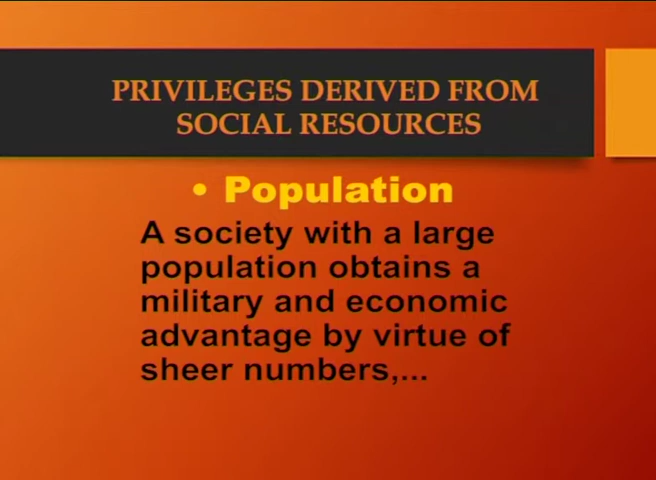 PRIVILEGES DERIVED FROM
SOCIAL RESOURCES
• Population
A society with a large
population obtains a
military and economic
advantage by virtue of
sheer numbers,...